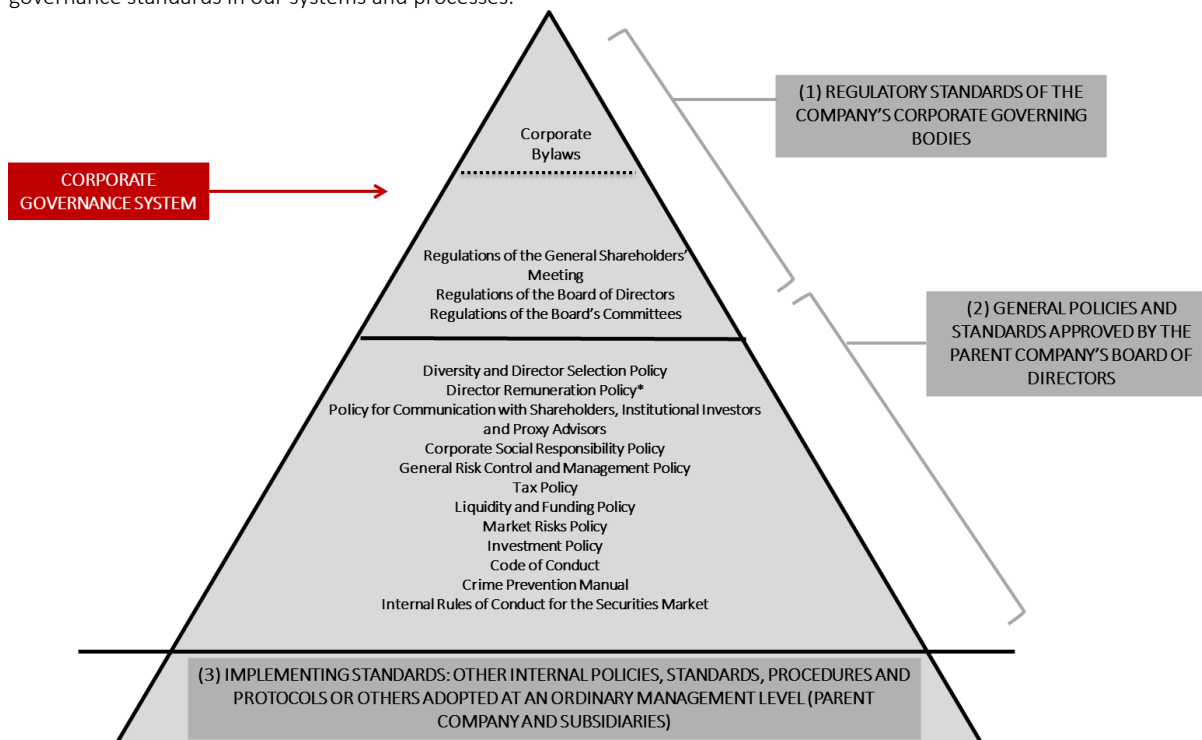 governance standards in our systems and processes.
(1) REGULATORY STANDARDS OF THE
COMPANY'S CORPORATE GOVERNING
BODIES
Corporate
Bylaws
CORPORATE
GOVERNANCE SYSTEM
Regulations of the General Shareholders'
Meeting
Regulations of the Board of Directors
Regulations of the Board's Committees
(2) GENERAL POLICIES AND
STANDARDS APPROVED BY THE
PARENT COMPANY'S BOARD OF
DIRECTORS
Diversity and Director Selection Policy
Director Remuneration Policy*
Policy for Communication with Shareholders, Institutional Investors
and Proxy Advisors
Corporate Social Responsibility Policy
General Risk Control and Management Policy
Tax Policy
Liquidity and Funding Policy
Market Risks Policy
Investment Policy
Code of Conduct
Crime Prevention Manual
Internal Rules of Conduct for the Securities Market
(3) IMPLEMENTING STANDARDS: OTHER INTERNAL POLICIES, STANDARDS, PROCEDURES AND
PROTOCOLS OR OTHERS ADOPTED AT AN ORDINARY MANAGEMENT LEVEL (PARENT
COMPANY AND SUBSIDIARIES)